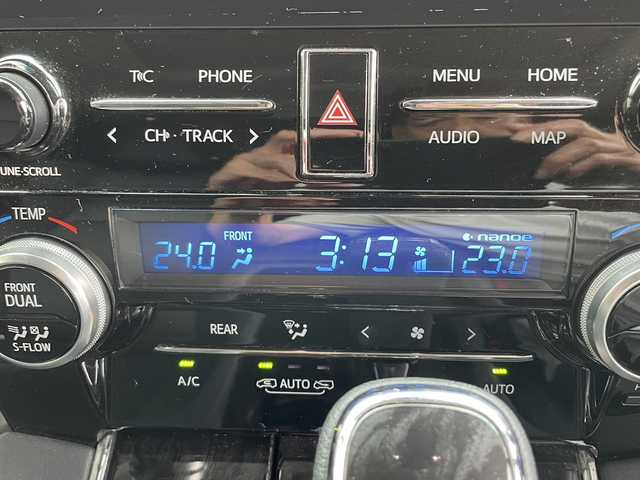 T°C PHONE MENU HOME
CH · TRACK AUDIO MAP
TUNE·SCROLL
TEMP
FRONT nanoe
24.0 3:13 23.0
FRONT
DUAL
S-FLOW
REAR
A/C AUTO AUTO